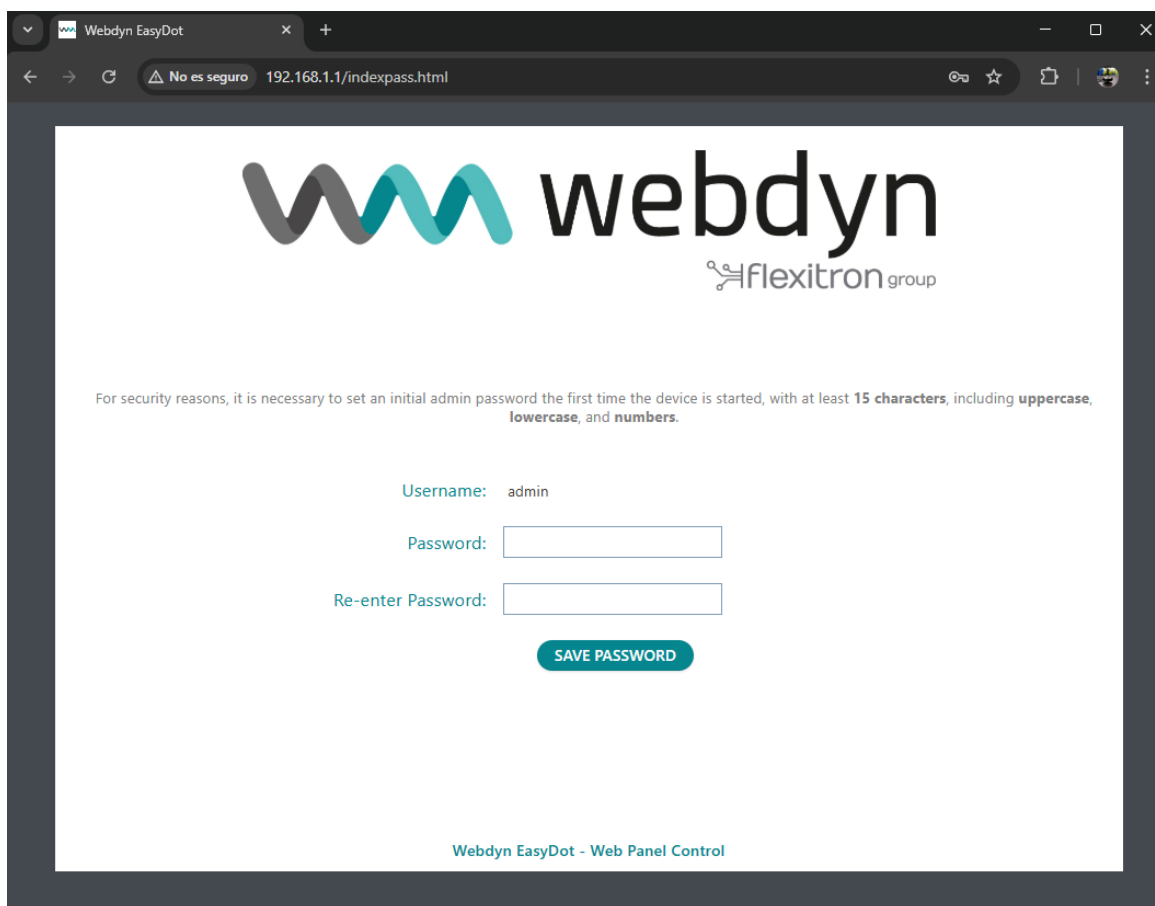 Webdyn EasyDot
No es seguro 192.168.1.1/indexpass.html
webdyn
flexitron group
For security reasons, it is necessary to set an initial admin password the first time the device is started, with at least 15 characters, including uppercase,
lowercase, and numbers.
Username: admin
Password:
Re-enter Password:
SAVE PASSWORD
Webdyn EasyDot - Web Panel Control